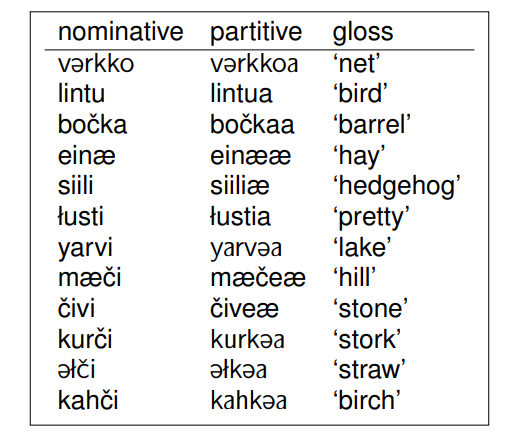 nominative partitive gloss
vərkko vərkkoa ‘net’
lintu lintua ‘bird’
bočka bočkaa ‘barrel’
einæ einææ ‘hay’
siili siiliæ ‘hedgehog’
łusti łustia ‘pretty’
yarvi yarvəa ‘lake’
mæči mæčeæ ‘hill’
čivi čiveæ ‘stone’
kurči kurkəa ‘stork’
əłči əłkəa ‘straw’
kahči kahkəa ‘birch’